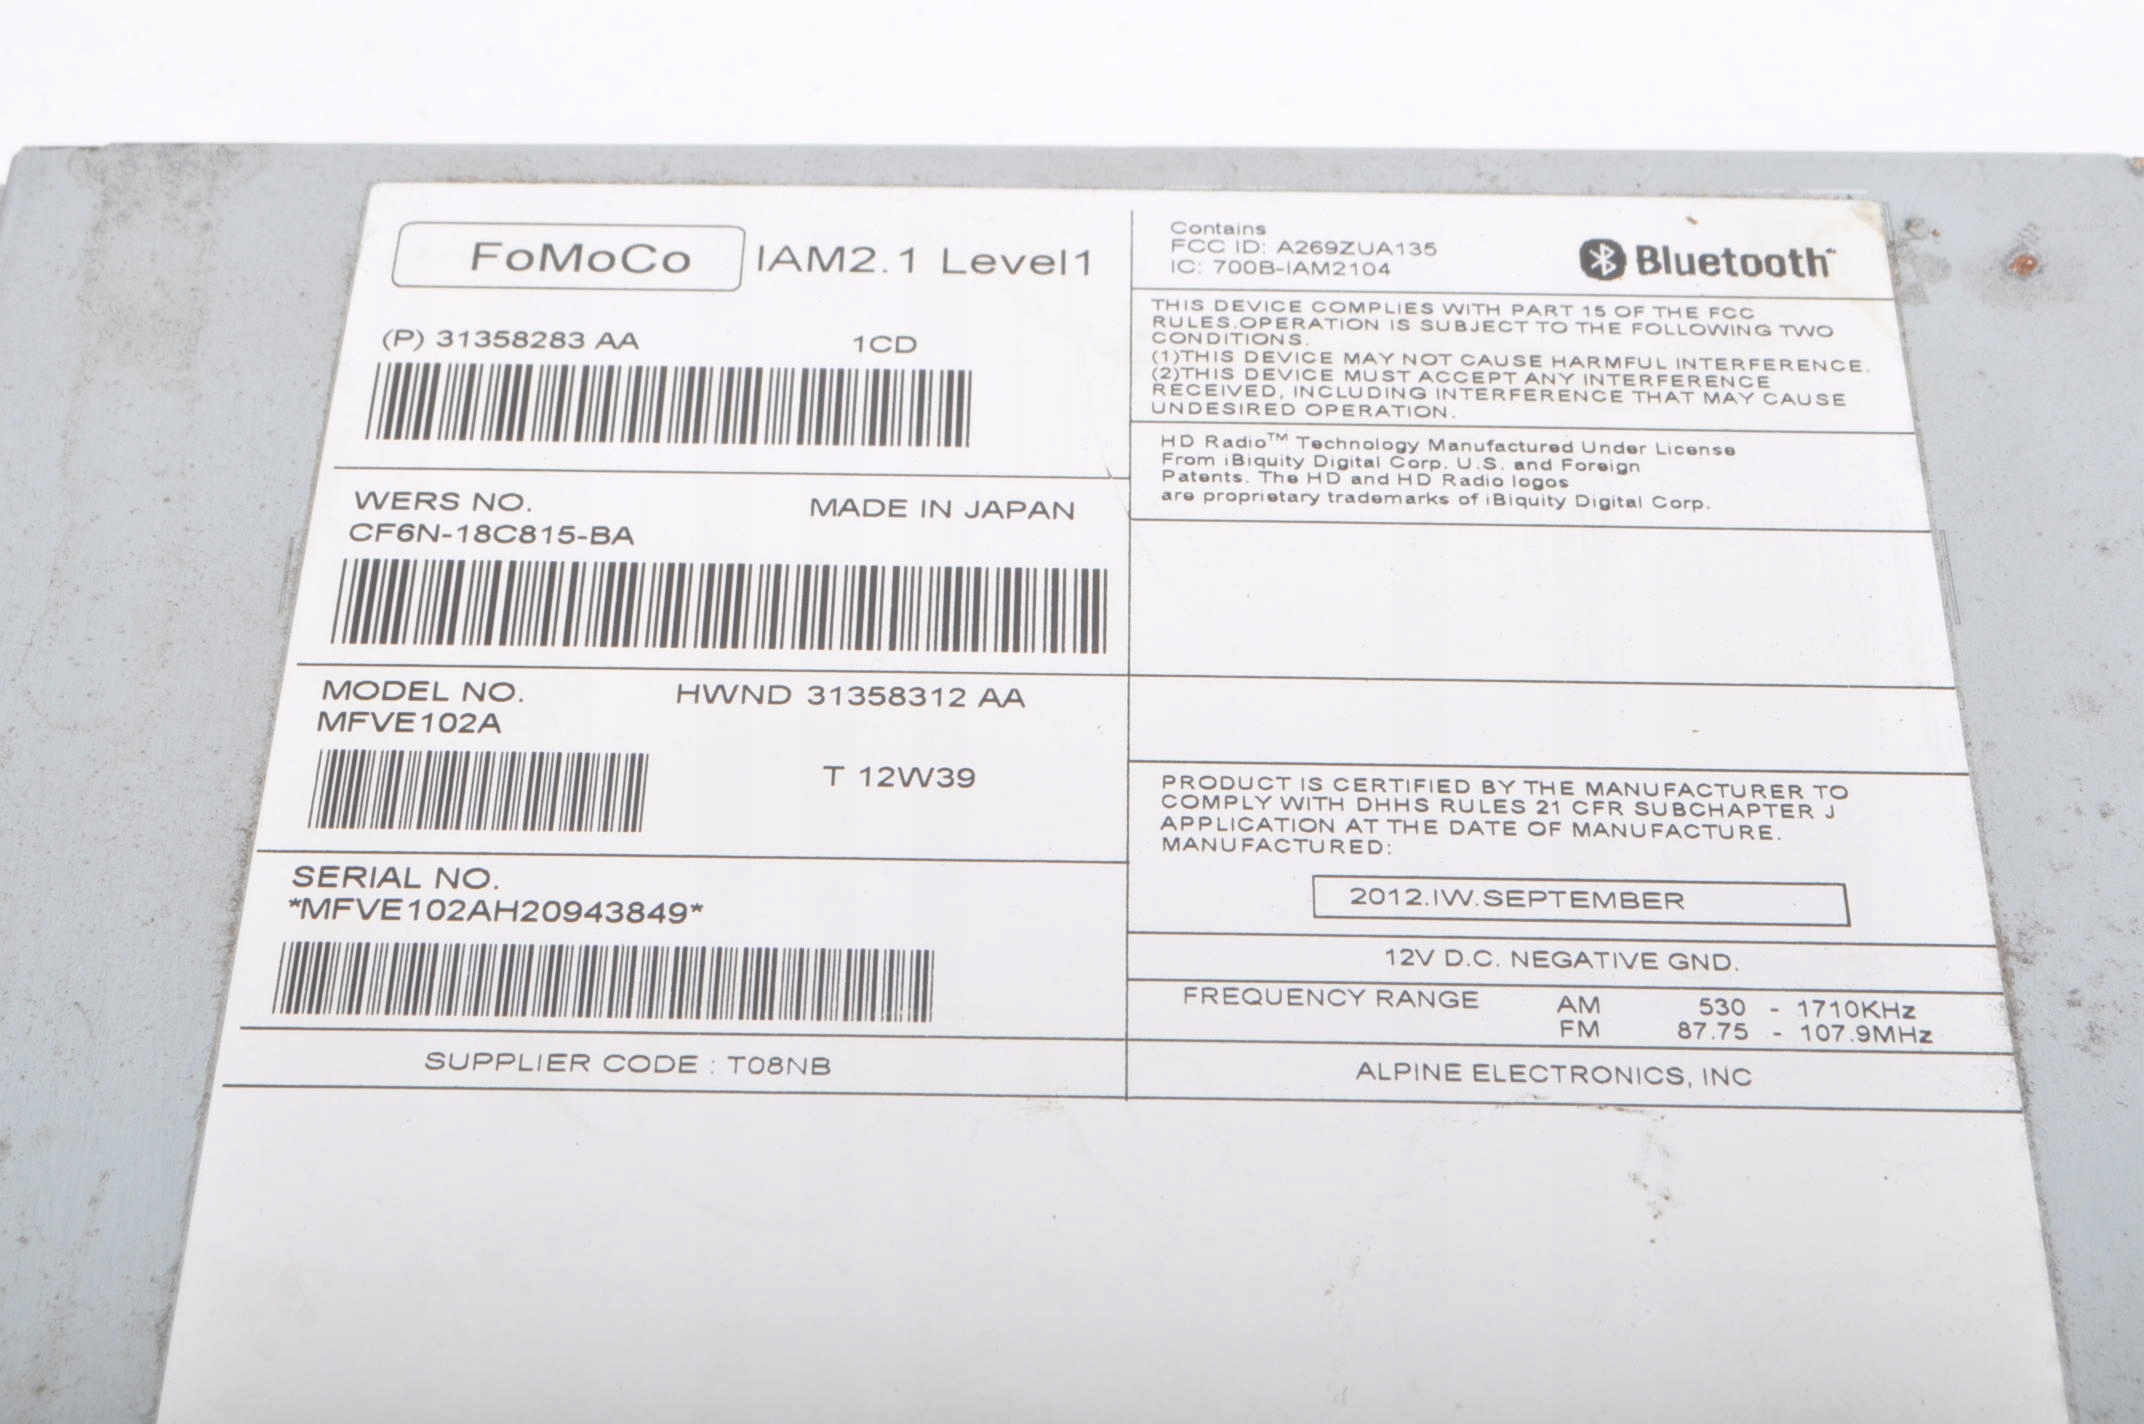 FoMoCo IAM2.1 Level1
(P) 31358283 AA 1CD
WERS NO. MADE IN JAPAN
CF6N-18C815-BA
MODEL NO. HWND 31358312 AA
MFVE102A
T 12W39
SERIAL NO.
*MFVE102AH20943849*
SUPPLIER CODE : T08NB
Contains
FCC ID: A269ZUA135
IC: 700B-IAM2104
Bluetooth™
THIS DEVICE COMPLIES WITH PART 15 OF THE FCC
RULES.OPERATION IS SUBJECT TO THE FOLLOWING TWO
CONDITIONS.
(1)THIS DEVICE MAY NOT CAUSE HARMFUL INTERFERENCE.
(2)THIS DEVICE MUST ACCEPT ANY INTERFERENCE
RECEIVED, INCLUDING INTERFERENCE THAT MAY CAUSE
UNDESIRED OPERATION.
HD Radio™ Technology Manufactured Under License
From iBiquity Digital Corp. U.S. and Foreign
Patents. The HD and HD Radio logos
are proprietary trademarks of iBiquity Digital Corp.
PRODUCT IS CERTIFIED BY THE MANUFACTURER TO
COMPLY WITH DHHS RULES 21 CFR SUBCHAPTER J
APPLICATION AT THE DATE OF MANUFACTURE.
MANUFACTURED:
2012.IW.SEPTEMBER
12V D.C. NEGATIVE GND.
FREQUENCY RANGE AM 530 - 1710KHz
FM 87.75 - 107.9MHz
ALPINE ELECTRONICS, INC